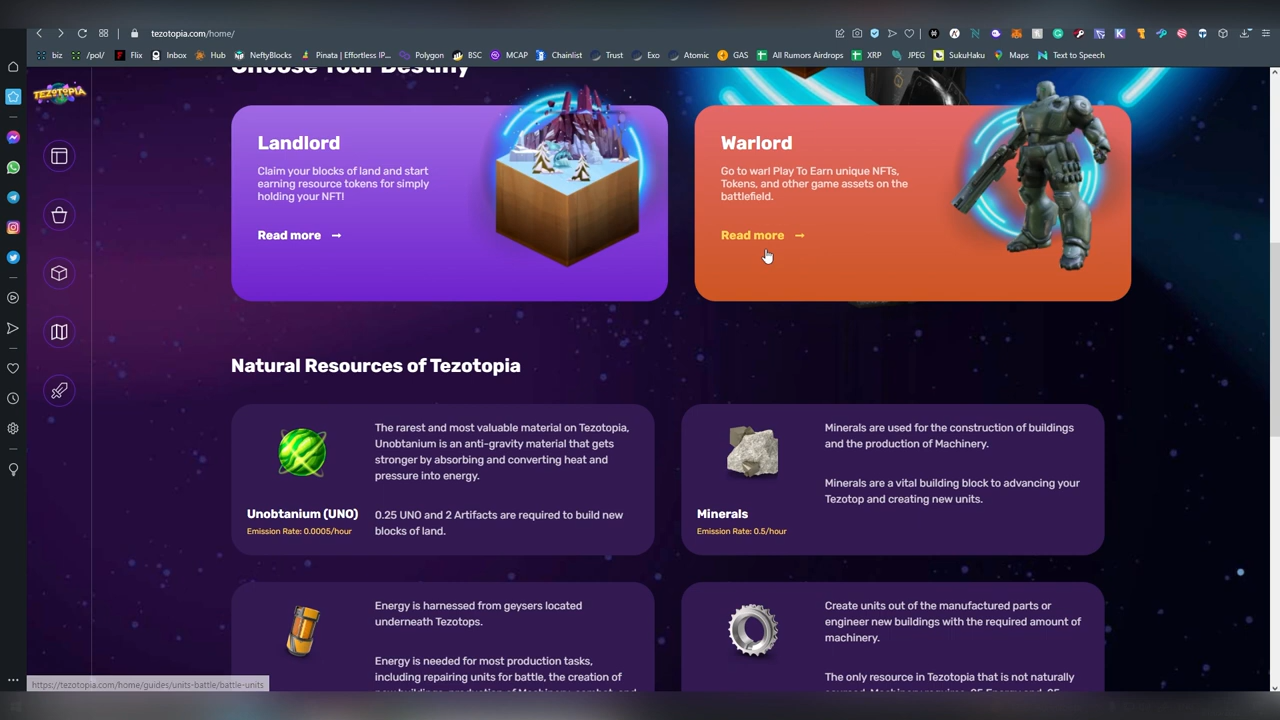 tezotopia.com/home/
biz
/pol/
Flix
Inbox
Hub
NeftyBlocks
Pinata | Effortless IP...
Polygon
BSC
MCAP
Chainlist
Trust
Exo
Atomic
GAS
All Rumors Airdrops
XRP
JPEG
SukuHaku
Maps
Text to Speech
TEZOTOPIA
Choose Your Destiny
Landlord
Claim your blocks of land and start
earning resource tokens for simply
holding your NFT!
Read more →
Warlord
Go to war! Play To Earn unique NFTs,
Tokens, and other game assets on the
battlefield.
Read more →
Natural Resources of Tezotopia
Unobtanium (UNO)
Emission Rate: 0.0005/hour
The rarest and most valuable material on Tezotopia,
Unobtanium is an anti-gravity material that gets
stronger by absorbing and converting heat and
pressure into energy.
0.25 UNO and 2 Artifacts are required to build new
blocks of land.
Minerals
Emission Rate: 0.5/hour
Minerals are used for the construction of buildings
and the production of Machinery.
Minerals are a vital building block to advancing your
Tezotop and creating new units.
Energy is harnessed from geysers located
underneath Tezotops.
Energy is needed for most production tasks,
including repairing units for battle, the creation of
Create units out of the manufactured parts or
engineer new buildings with the required amount of
machinery.
The only resource in Tezotopia that is not naturally
https://tezotopia.com/home/guides/units-battle/battle-units